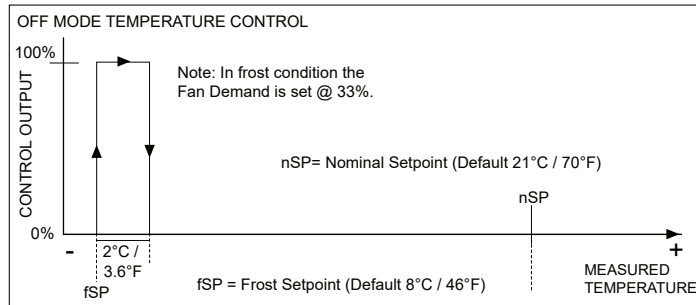 OFF MODE TEMPERATURE CONTROL
100%
CONTROL OUTPUT
Note: In frost condition the
Fan Demand is set @ 33%.
nSP= Nominal Setpoint (Default 21°C / 70°F)
nSP
0%
-
+
2°C /
3.6°F
fSP
fSP = Frost Setpoint (Default 8°C / 46°F)
MEASURED
TEMPERATURE